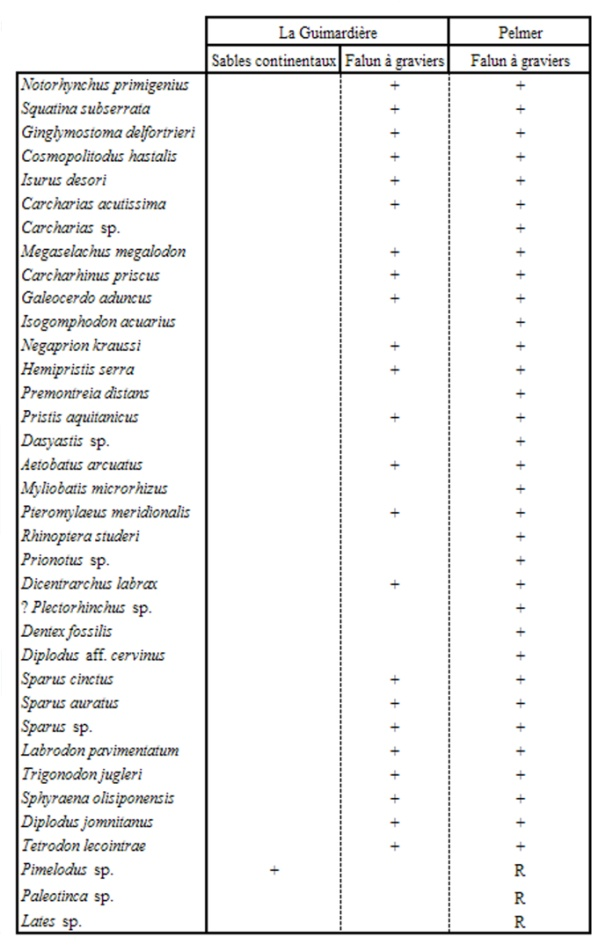 La Guimardière Pelmer
Sables continentaux Falun à graviers Falun à graviers
Notorhynchus primigenius + +
Squatina subserrata + +
Ginglymostoma delfortrieri + +
Cosmopolitodus hastalis + +
Isurus desori + +
Carcharias acutissima + +
Carcharias sp. +
Megaselachus megalodon + +
Carcharhinus priscus + +
Galeocerdo aduncus + +
Isogomphodon acuarius +
Negaprion kraussi + +
Hemipristis serra + +
Premontreia distans +
Pristis aquitanicus + +
Dasyastis sp. +
Aetobatus arcuatus + +
Myliobatis microrhizus +
Pteromylaeus meridionalis + +
Rhinoptera studeri +
Prionotus sp. +
Dicentrarchus labrax + +
? Plectorhinchus sp. +
Dentex fossilis +
Diplodus aff. cervinus +
Sparus cinctus + +
Sparus auratus + +
Sparus sp. + +
Labrodon pavimentatum + +
Trigonodon jugleri + +
Sphyraena olisiponensis + +
Diplodus jomnitanus + +
Tetrodon lecointrae + +
Pimelodus sp. + R
Paleotinca sp. R
Lates sp. R